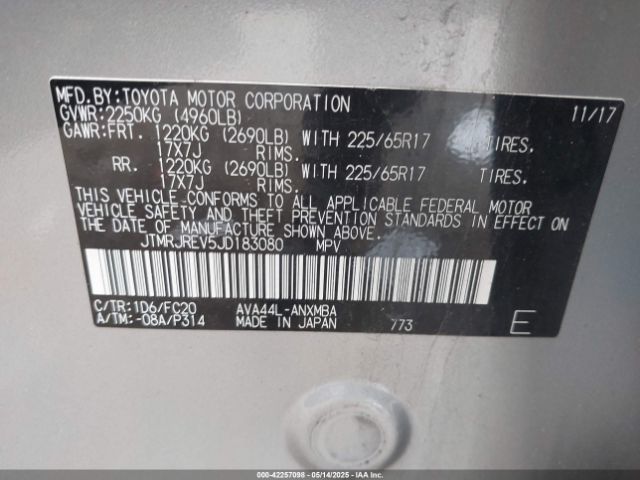 MFD.BY:TOYOTA MOTOR CORPORATION 11/17
GVWR:2250KG (4960LB)
GAWR:FRT. 1220KG (2690LB) WITH 225/65R17 TIRES.
17X7J RIMS.
RR. 1220KG (2690LB) WITH 225/65R17 TIRES.
17X7J RIMS.
THIS VEHICLE CONFORMS TO ALL APPLICABLE FEDERAL MOTOR
VEHICLE SAFETY AND THEFT PREVENTION STANDARDS IN EFFECT ON
THE DATE OF MANUFACTURE SHOWN ABOVE.
JTMRJREV5JD183080 MPV
C/TR:1D6/FC20 AVA44L-ANXMBA
A/TM:-08A/P314 MADE IN JAPAN 773 E
000-42257098 - 05/14/2025 - IAAI.COM